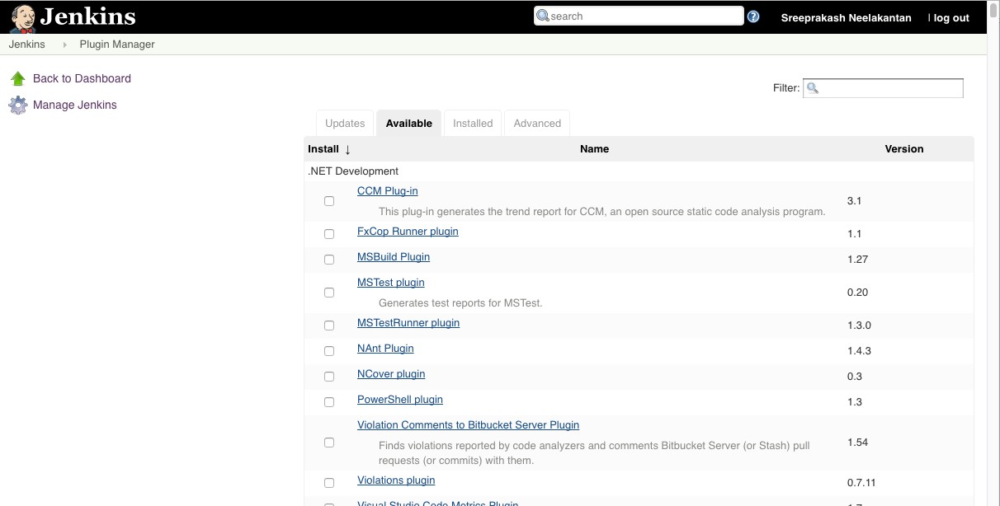 Jenkins
search
?
Sreeprakash Neelakantan | log out
Jenkins
Plugin Manager
Back to Dashboard
Manage Jenkins
Filter:
Updates
Available
Installed
Advanced
Install ↓ Name Version
.NET Development
CCM Plug-in
This plug-in generates the trend report for CCM, an open source static code analysis program.
3.1
FxCop Runner plugin
1.1
MSBuild Plugin
1.27
MSTest plugin
Generates test reports for MSTest.
0.20
MSTestRunner plugin
1.3.0
NAnt Plugin
1.4.3
NCover plugin
0.3
PowerShell plugin
1.3
Violation Comments to Bitbucket Server Plugin
Finds violations reported by code analyzers and comments Bitbucket Server (or Stash) pull
requests (or commits) with them.
1.54
Violations plugin
0.7.11
Visual Studio Code Metrics Plugin